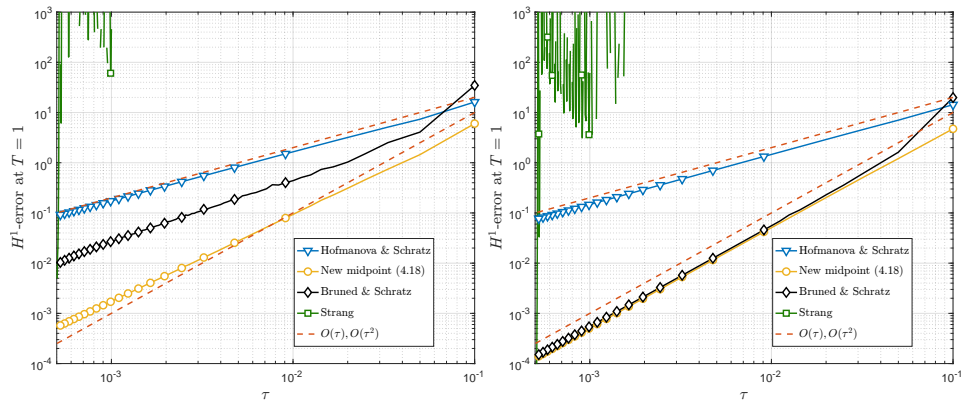 10^3
10^2
10^1
10^0
10^-1
10^-2
10^-3
10^-4
H^1-error at T = 1
10^-3
10^-2
10^-1
τ
Hofmanova & Schratz
New midpoint (4.18)
Bruned & Schratz
Strang
O(τ), O(τ^2)
10^3
10^2
10^1
10^0
10^-1
10^-2
10^-3
10^-4
H^1-error at T = 1
10^-3
10^-2
10^-1
τ
Hofmanova & Schratz
New midpoint (4.18)
Bruned & Schratz
Strang
O(τ), O(τ^2)